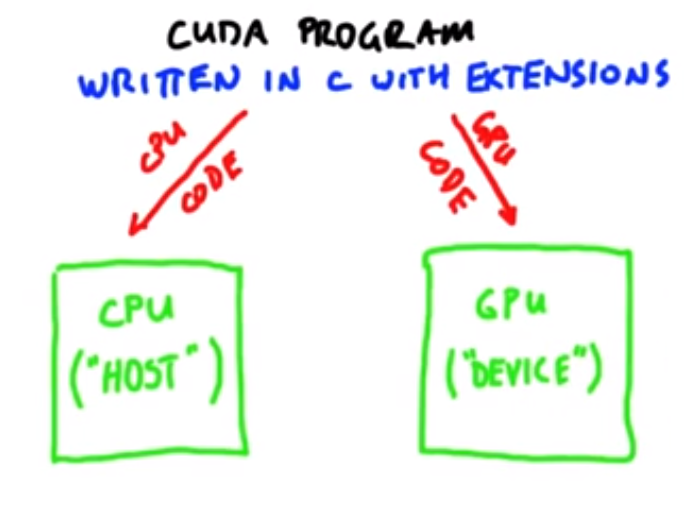 CUDA PROGRAM
WRITTEN IN C WITH EXTENSIONS
CPU
CODE
GPU
CODE
CPU
("HOST")
GPU
("DEVICE")